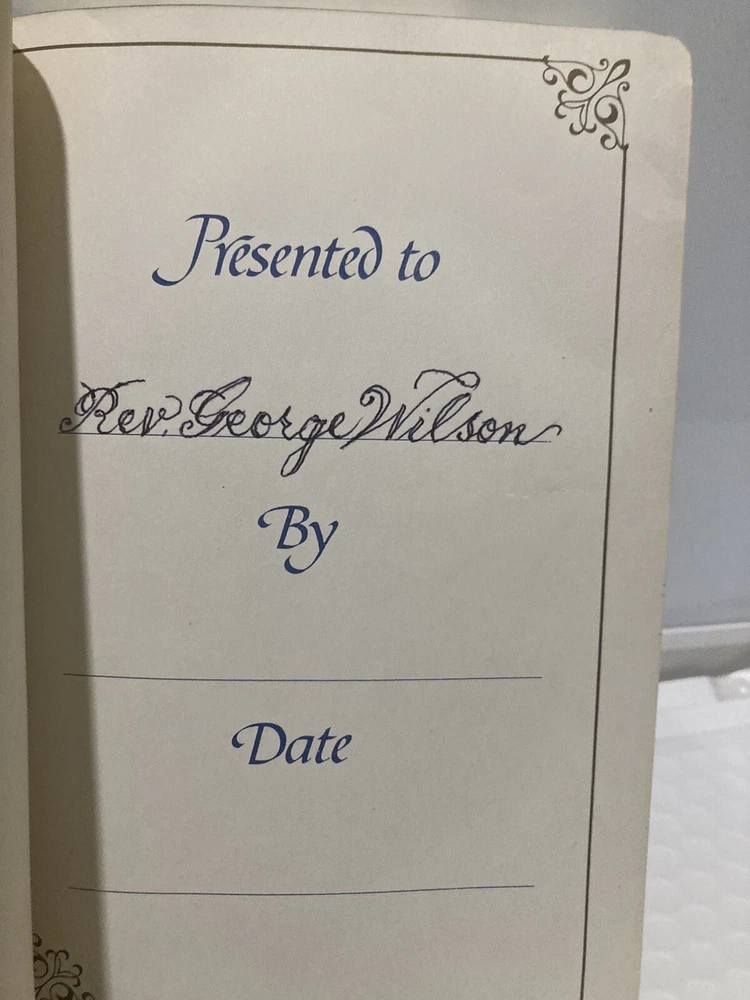 Presented to
Rev. George Wilson
By
Date